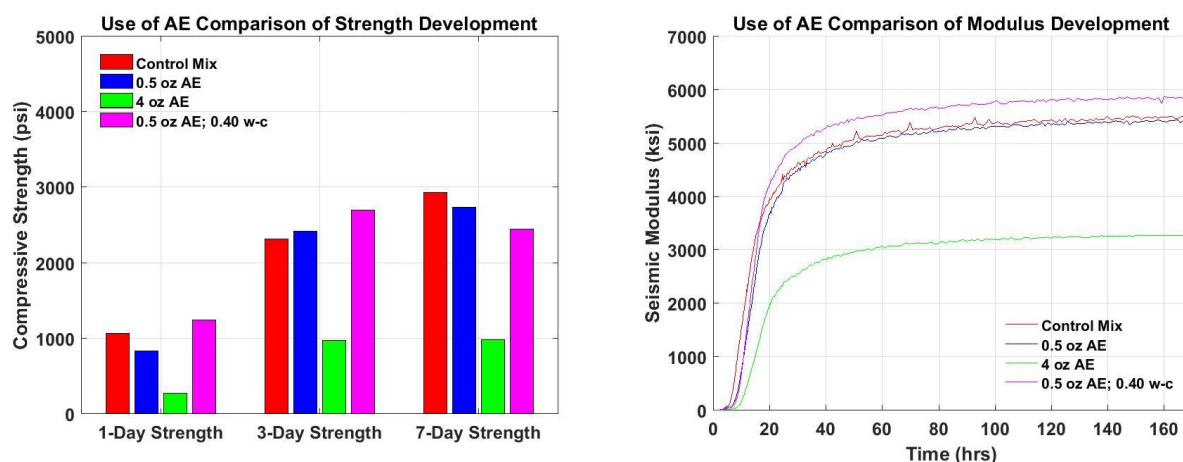 Use of AE Comparison of Strength Development
5000
4000
3000
2000
1000
0
Compressive Strength (psi)
Control Mix
0.5 oz AE
4 oz AE
0.5 oz AE; 0.40 w-c
1-Day Strength
3-Day Strength
7-Day Strength
Use of AE Comparison of Modulus Development
7000
6000
5000
4000
3000
2000
1000
0
Seismic Modulus (ksi)
Control Mix
0.5 oz AE
4 oz AE
0.5 oz AE; 0.40 w-c
0 20 40 60 80 100 120 140 160
Time (hrs)